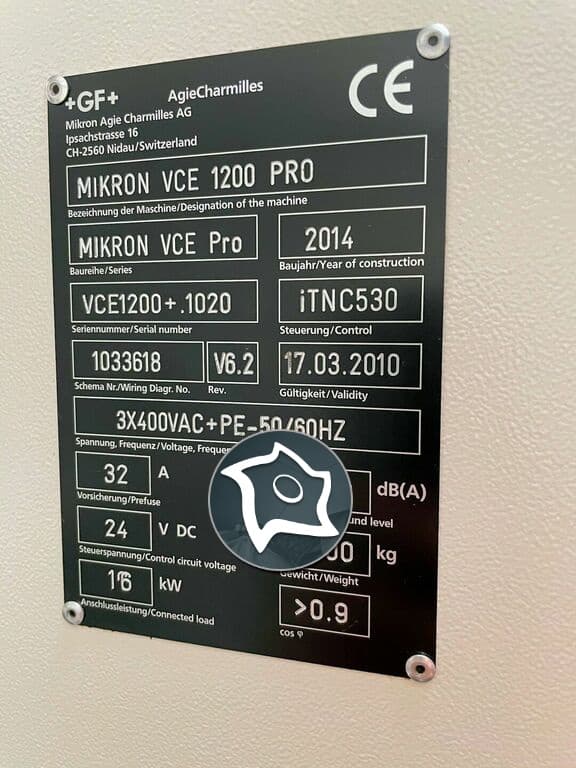 +GF+ AgieCharmilles CE
Mikron Agie Charmilles AG
Ipsachstrasse 16
CH-2560 Nidau/Switzerland
MIKRON VCE 1200 PRO
Bezeichnung der Maschine/Designation of the machine
MIKRON VCE Pro 2014
Baureihe/Series Baujahr/Year of construction
VCE1200+.1020 iTNC530
Seriennummer/Serial number Steuerung/Control
1033618 V6.2 17.03.2010
Schema Nr./Wiring Diagr. No. Rev. Gültigkeit/Validity
3X400VAC+PE-50/60HZ
Spannung, Frequenz/Voltage,
32 A dB(A)
Vorsicherung/Prefuse level
24 V DC kg
Steuerspannung/Control circuit voltage Gewicht/Weight
16 kW >0.9
Anschlussleistung/Connected load cos φ